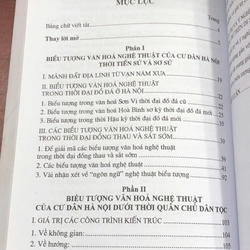 MỤC LỤC
Trang
Bảng chữ viết tắt
Thay lời mở
Phần I
BIỂU TƯỢNG VĂN HOÁ NGHỆ THUẬT CỦA CƯ DÂN HÀ NỘI
THỜI TIỀN SỬ VÀ SƠ SỬ
I. MẢNH ĐẤT ĐỊA LINH TỪ VẠN NĂM XƯA
II. BIỂU TƯỢNG VĂN HOÁ NGHỆ THUẬT
TRONG THỜI ĐẠI ĐỒ ĐÁ Ở HÀ NỘI
1. Biểu tượng trong văn hoá Sơn Vi thời đại đồ đá cũ
2. Biểu tượng trong văn hoá Hoà Bình sơ kỳ thời đại đồ đá mới
3. Biểu tượng trong thời Hậu kỳ thời đại đồ đá mới
III. CÁC BIỂU TƯỢNG VĂN HOÁ NGHỆ THUẬT
TRONG THỜI ĐẠI ĐỒNG THAU VÀ SẮT SỚM
1. Để giải mã các biểu tượng văn hoá nghệ thuật
trong thời đại đồng thau và sắt sớm
2. Các biểu tượng văn hoá nghệ thuật
3. Vài nhận xét về "ngôn ngữ" nghệ thuật biểu tượng
Phần II
BIỂU TƯỢNG VĂN HOÁ NGHỆ THUẬT
CỦA CƯ DÂN HÀ NỘI DƯỚI THỜI QUÂN CHỦ DÂN TỘC
I. GIÁ TRỊ CÁC CÔNG TRÌNH KIẾN TRÚC
1. Về không gian:
2. Về hướng: